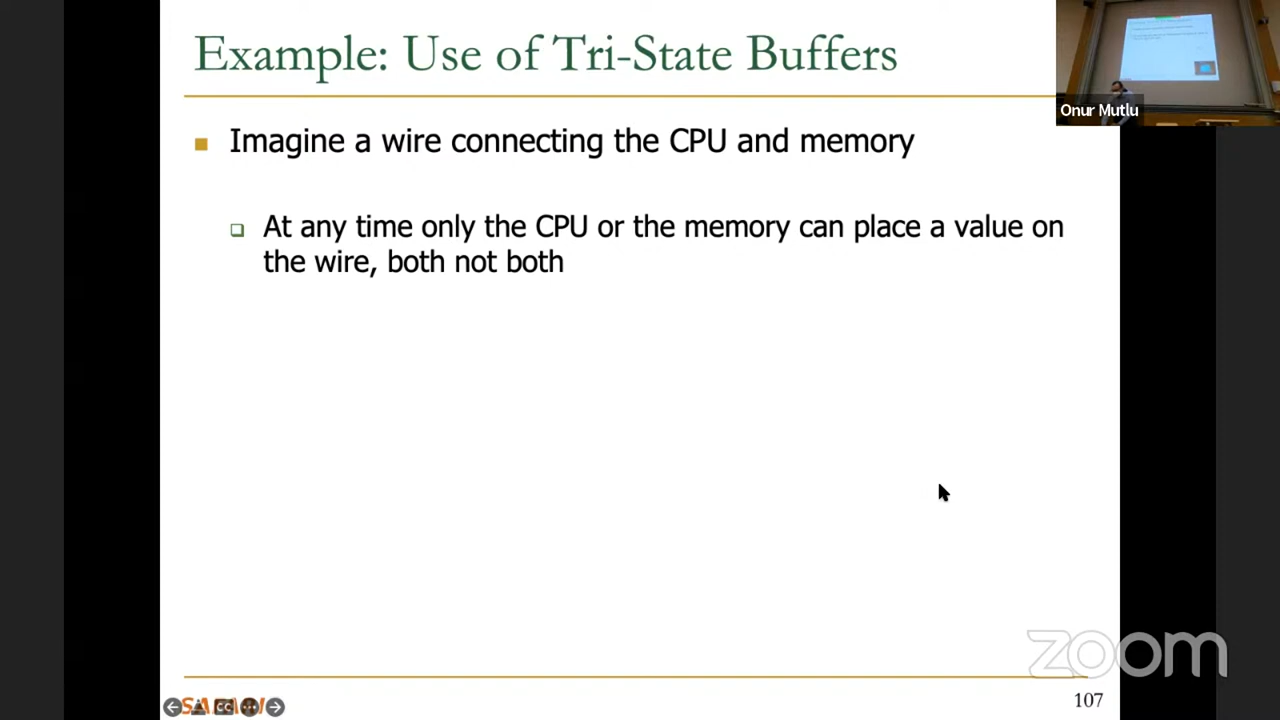 Example: Use of Tri-State Buffers
Onur Mutlu
Imagine a wire connecting the CPU and memory
At any time only the CPU or the memory can place a value on
the wire, both not both
zoom
SAFARI
107